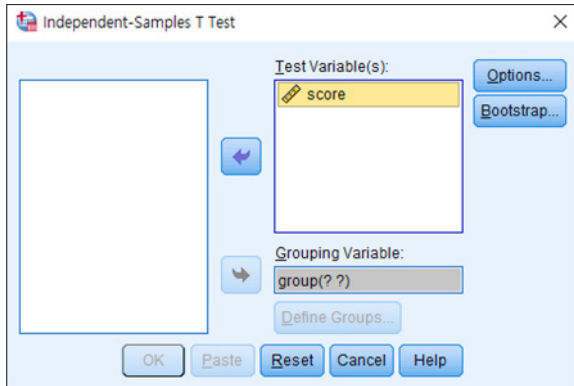 Independent-Samples T Test
Test Variable(s):
score
Options...
Bootstrap...
Grouping Variable:
group(? ?)
Define Groups...
OK Paste Reset Cancel Help